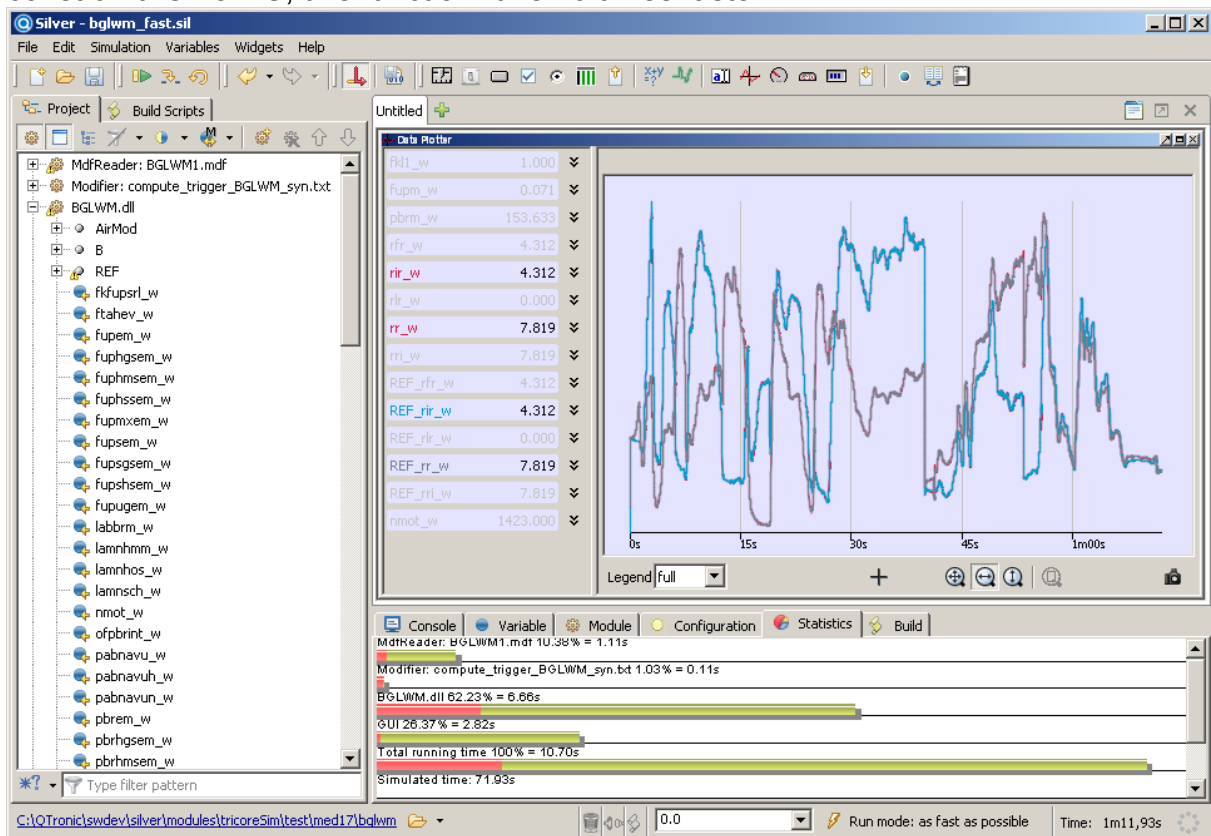 Silver - bglwm_fast.sil
File Edit Simulation Variables Widgets Help
Project Build Scripts
MdfReader: BGLWM1.mdf
Modifier: compute_trigger_BGLWM_syn.txt
BGLWM.dll
AirMod
B
REF
fkfupsrl_w
ftahev_w
fupem_w
fuphgsem_w
fuphmsem_w
fuphssem_w
fupmxem_w
fupsem_w
fupsgsem_w
fupshsem_w
fupugem_w
labbrm_w
lamnhmm_w
lamnhos_w
lamnsch_w
nmot_w
ofpbrint_w
pabnavu_w
pabnavuh_w
pabnavun_w
pbrem_w
pbrhgsem_w
pbrhmsem_w
Type filter pattern
Untitled
Data Plotter
fkl1_w 1.000
fupm_w 0.071
pbrm_w 153.633
rfr_w 4.312
rir_w 4.312
rlr_w 0.000
rr_w 7.819
rri_w 7.819
REF_rfr_w 4.312
REF_rir_w 4.312
REF_rlr_w 0.000
REF_rr_w 7.819
REF_rri_w 7.819
nmot_w 1423.000
0s 15s 30s 45s 1m00s
Legend full
Console Variable Module Configuration Statistics Build
MdfReader: BGLWM1.mdf 10.38% = 1.11s
Modifier: compute_trigger_BGLWM_syn.txt 1.03% = 0.11s
BGLWM.dll 62.23% = 6.66s
GUI 26.37% = 2.82s
Total running time 100% = 10.70s
Simulated time: 71.93s
C:\QTronic\swdev\silver\modules\tricoreSim\test\med17\bglwm 0.0 Run mode: as fast as possible Time: 1m11,93s